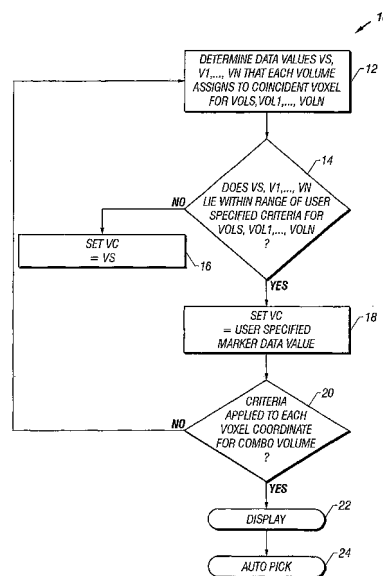 DETERMINE DATA VALUES VS,
V1,..., VN THAT EACH VOLUME
ASSIGNS TO COINCIDENT VOXEL
FOR VOLS,VOL1,..., VOLN
12
14
DOES VS, V1,..., VN
LIE WITHIN RANGE OF USER
SPECIFIED CRITERIA FOR
VOLS, VOL1,..., VOLN
?
NO
SET VC
= VS
16
YES
SET VC
= USER SPECIFIED
MARKER DATA VALUE
18
20
CRITERIA
APPLIED TO EACH
VOXEL COORDINATE
FOR COMBO VOLUME
?
NO
YES
22
DISPLAY
24
AUTO PICK